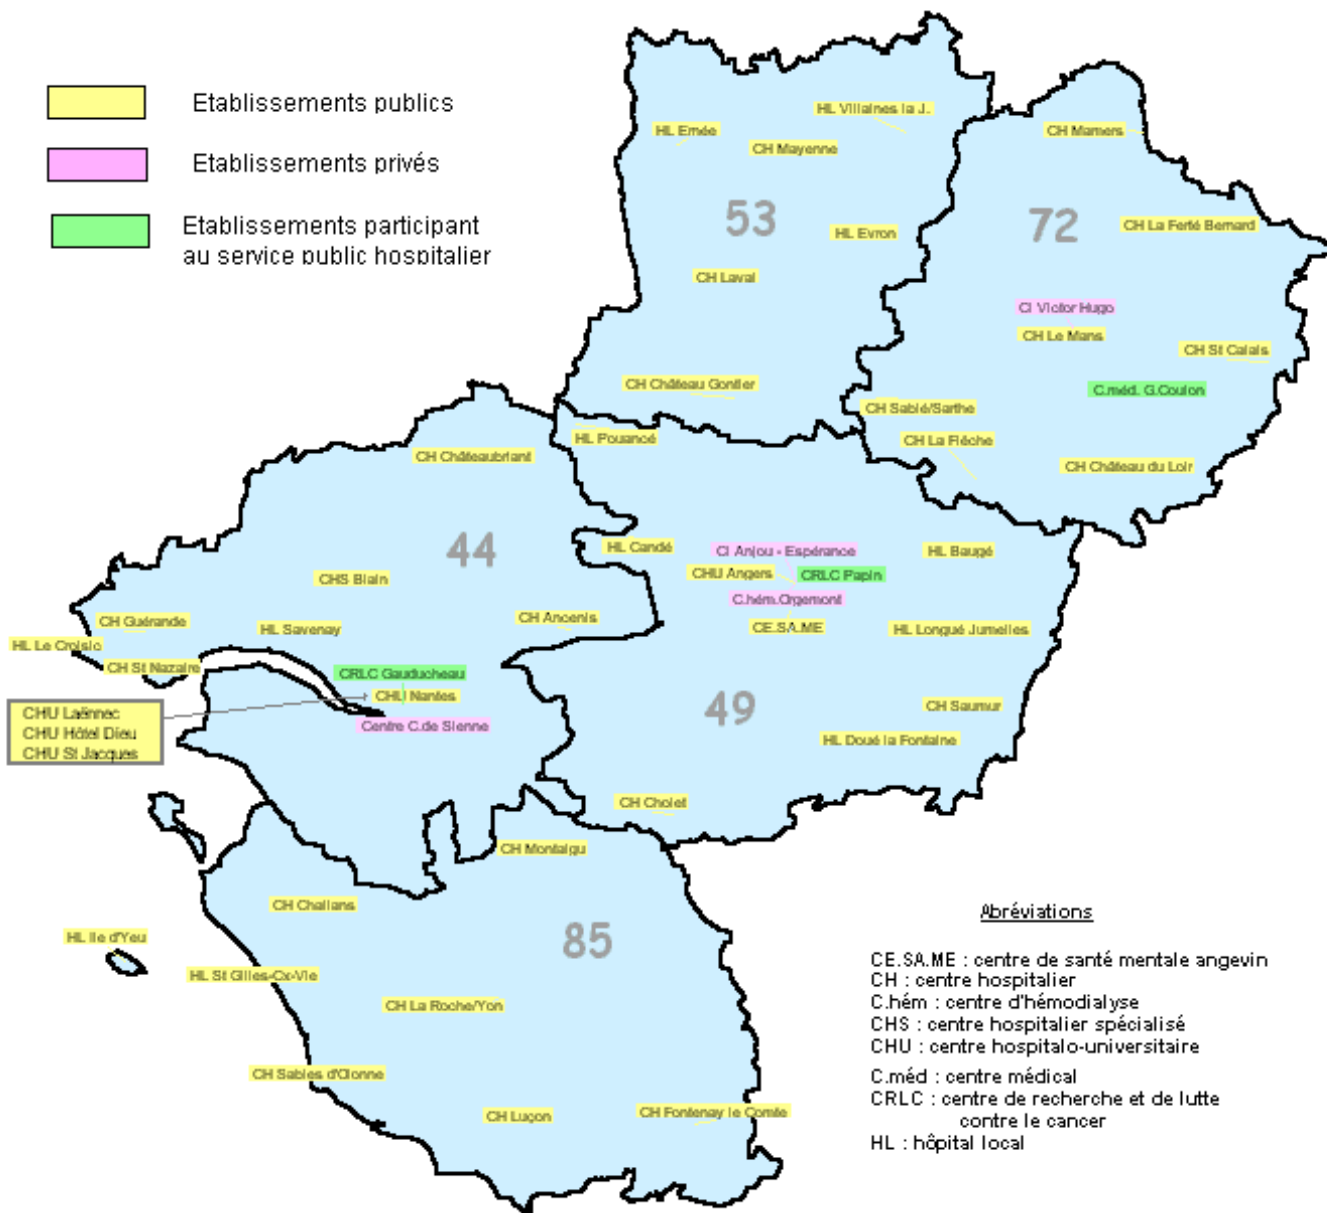 Etablissements publics
Etablissements privés
Etablissements participant
au service public hospitalier
HL Villaines la J.
HL Ernée
CH Mayenne
CH Mamers
53
72
CH La Ferté Bernard
HL Evron
CH Laval
Cl Victor Hugo
CH Le Mans
CH St Calais
CH Château Gontier
C.méd. G.Coulon
CH Sablé/Sarthe
HL Pouancé
CH La Flèche
CH Châteaubriant
CH Château du Loir
44
HL Candé
Cl Anjou - Espérance
HL Baugé
CHU Angers
CRLC Papin
CHS Blain
C.hém.Orgemont
CH Guérande
CH Ancenis
CE.SA.ME
HL Savenay
HL Longué Jumelles
HL Le Croisic
CH St Nazaire
CRLC Gauducheau
CHU Nantes
CHU Laënnec
CHU Hôtel Dieu
CHU St Jacques
Centre C.de Sienne
49
CH Saumur
HL Doué la Fontaine
CH Cholet
CH Montaigu
CH Challans
85
HL Ile d'Yeu
HL St Gilles-Cx-Vie
CH La Roche/Yon
CH Sables d'Olonne
CH Luçon
CH Fontenay le Comte
Abréviations
CE.SA.ME : centre de santé mentale angevin
CH : centre hospitalier
C.hém : centre d'hémodialyse
CHS : centre hospitalier spécialisé
CHU : centre hospitalo-universitaire
C.méd : centre médical
CRLC : centre de recherche et de lutte
contre le cancer
HL : hôpital local